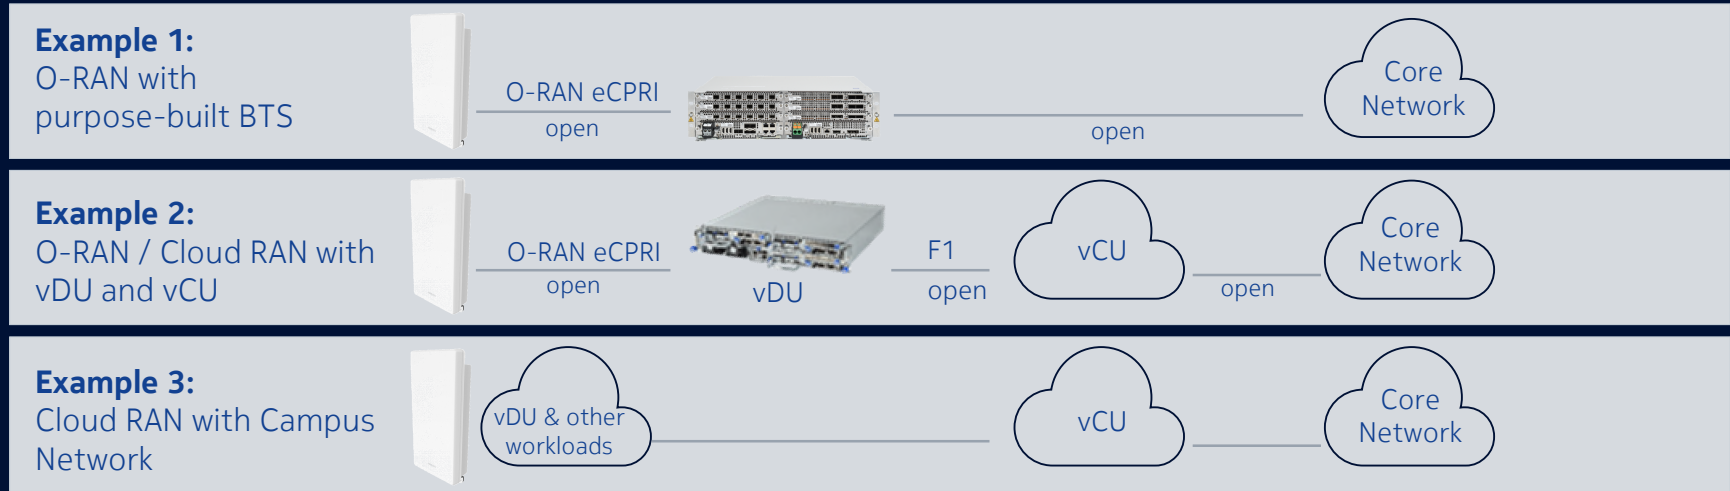 Example 1:
O-RAN with
purpose-built BTS
O-RAN eCPRI
open
open
Core
Network
Example 2:
O-RAN / Cloud RAN with
vDU and vCU
O-RAN eCPRI
open
vDU
F1
open
vCU
open
Core
Network
Example 3:
Cloud RAN with Campus
Network
vDU & other
workloads
vCU
Core
Network